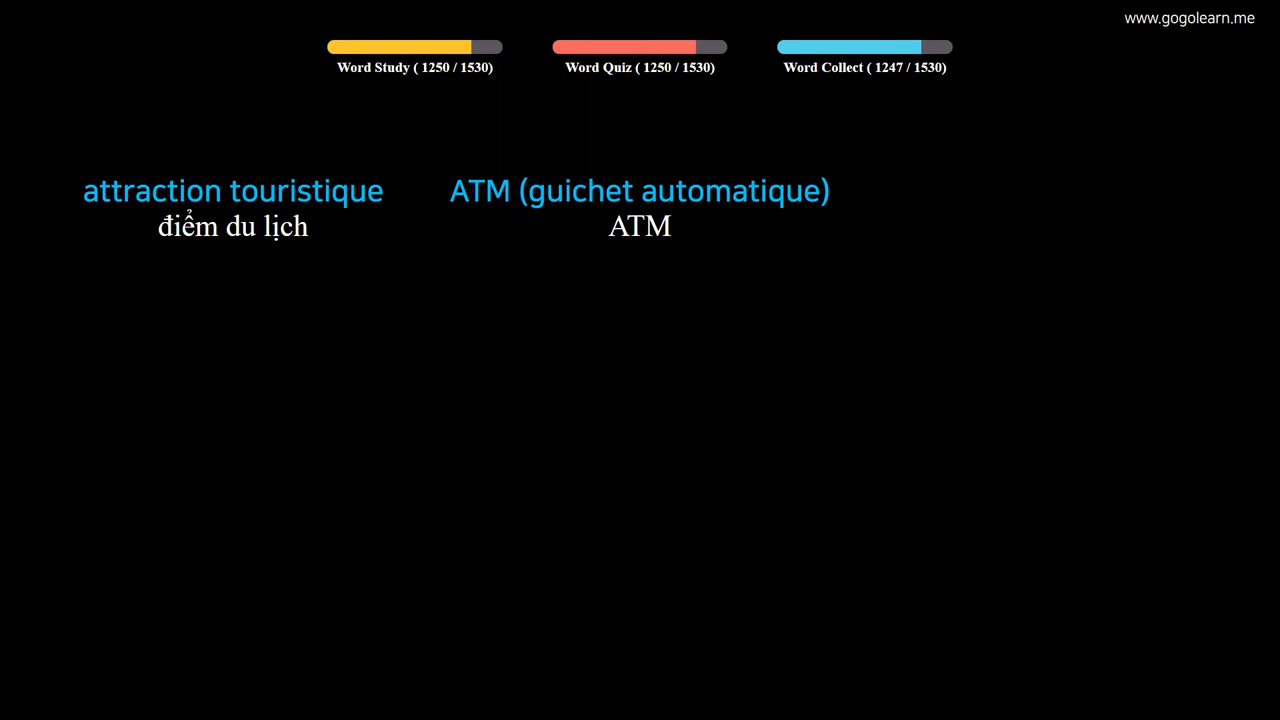 www.gogolearn.me
Word Study ( 1250 / 1530)
Word Quiz ( 1250 / 1530)
Word Collect ( 1247 / 1530)
attraction touristique
điểm du lịch
ATM (guichet automatique)
ATM